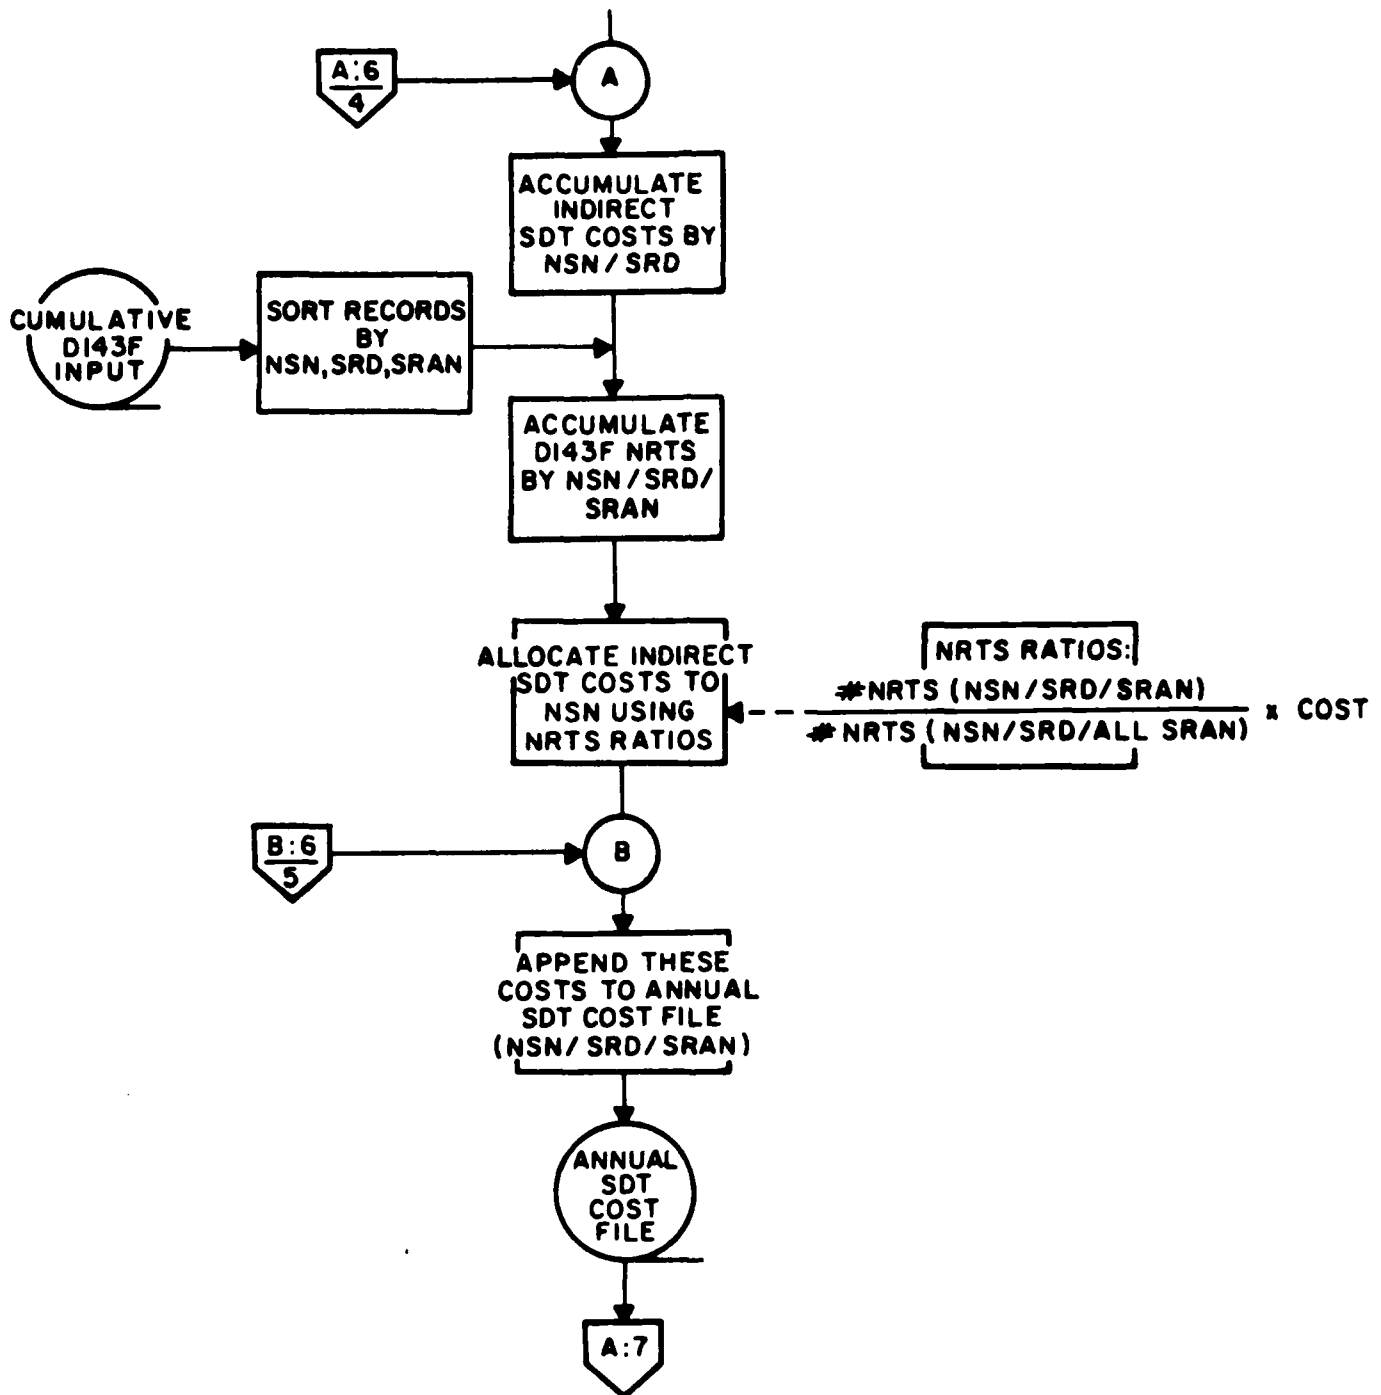 A:6
4
A
ACCUMULATE
INDIRECT
SDT COSTS BY
NSN/SRD
CUMULATIVE
D143F
INPUT
SORT RECORDS
BY
NSN,SRD,SRAN
ACCUMULATE
D143F NRTS
BY NSN/SRD/
SRAN
ALLOCATE INDIRECT
SDT COSTS TO
NSN USING
NRTS RATIOS
NRTS RATIOS:
#NRTS (NSN/SRD/SRAN)
#NRTS (NSN/SRD/ALL SRAN)
x COST
B:6
5
B
APPEND THESE
COSTS TO ANNUAL
SDT COST FILE
(NSN/SRD/SRAN)
ANNUAL
SDT
COST
FILE
A:7